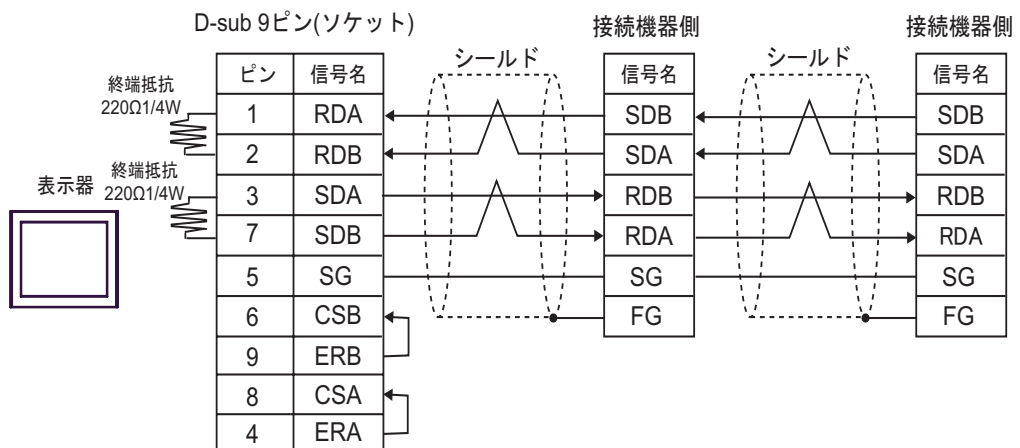 D-sub 9ピン(ソケット)
接続機器側
接続機器側
シールド
シールド
終端抵抗
220Ω1/4W
終端抵抗
220Ω1/4W
表示器
ピン 信号名 信号名 信号名
1 RDA SDB SDB
2 RDB SDA SDA
3 SDA RDB RDB
7 SDB RDA RDA
5 SG SG SG
6 CSB FG FG
9 ERB
8 CSA
4 ERA